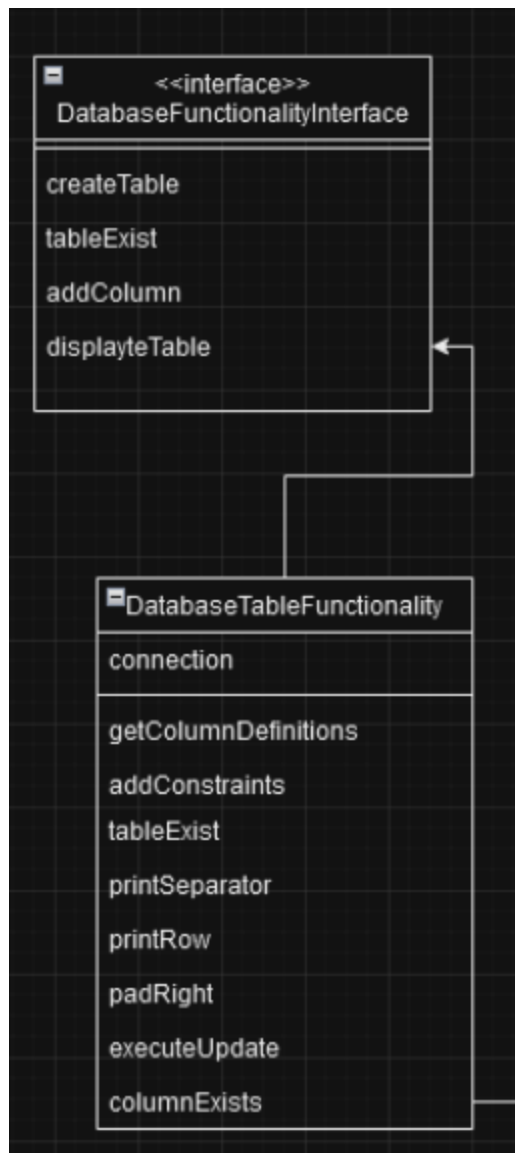 <<interface>>
DatabaseFunctionalityInterface
createTable
tableExist
addColumn
displayteTable
DatabaseTableFunctionality
connection
getColumnDefinitions
addConstraints
tableExist
printSeparator
printRow
padRight
executeUpdate
columnExists